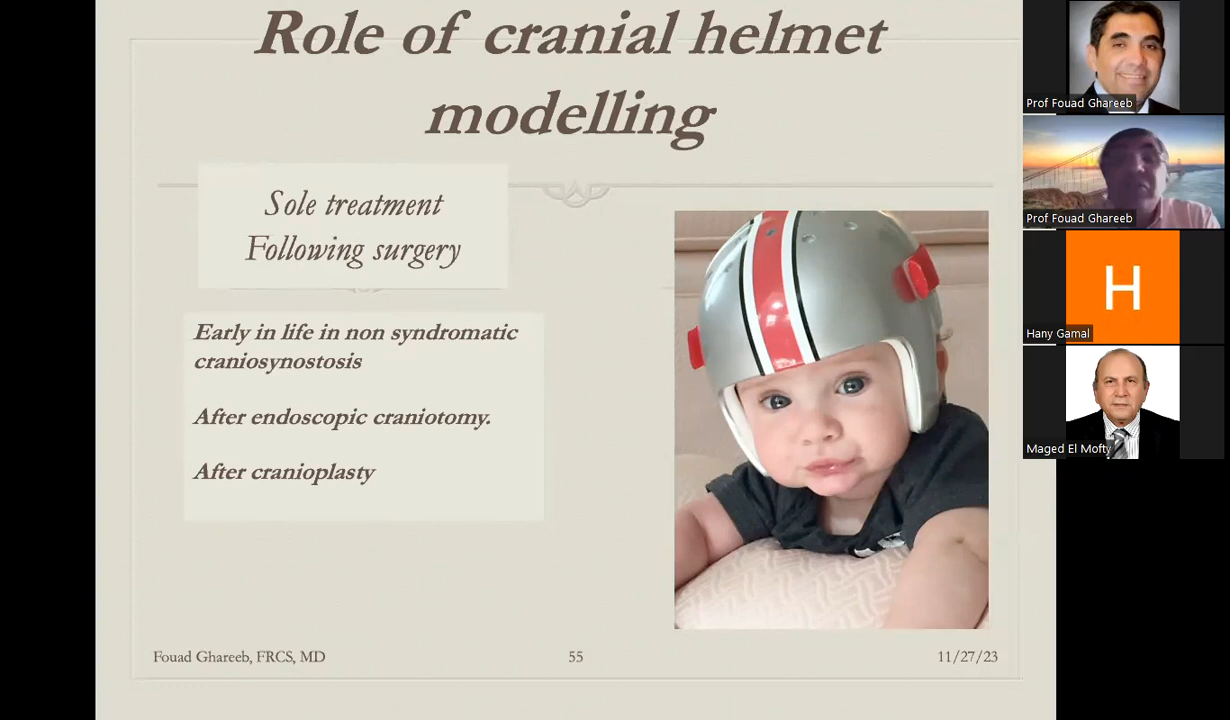 Role of cranial helmet
modelling
Sole treatment
Following surgery
Early in life in non syndromatic
craniosynostosis
After endoscopic craniotomy.
After cranioplasty
Fouad Ghareeb, FRCS, MD
55
11/27/23
Prof Fouad Ghareeb
Prof Fouad Ghareeb
H
Hany Gamal
Maged El Mofty